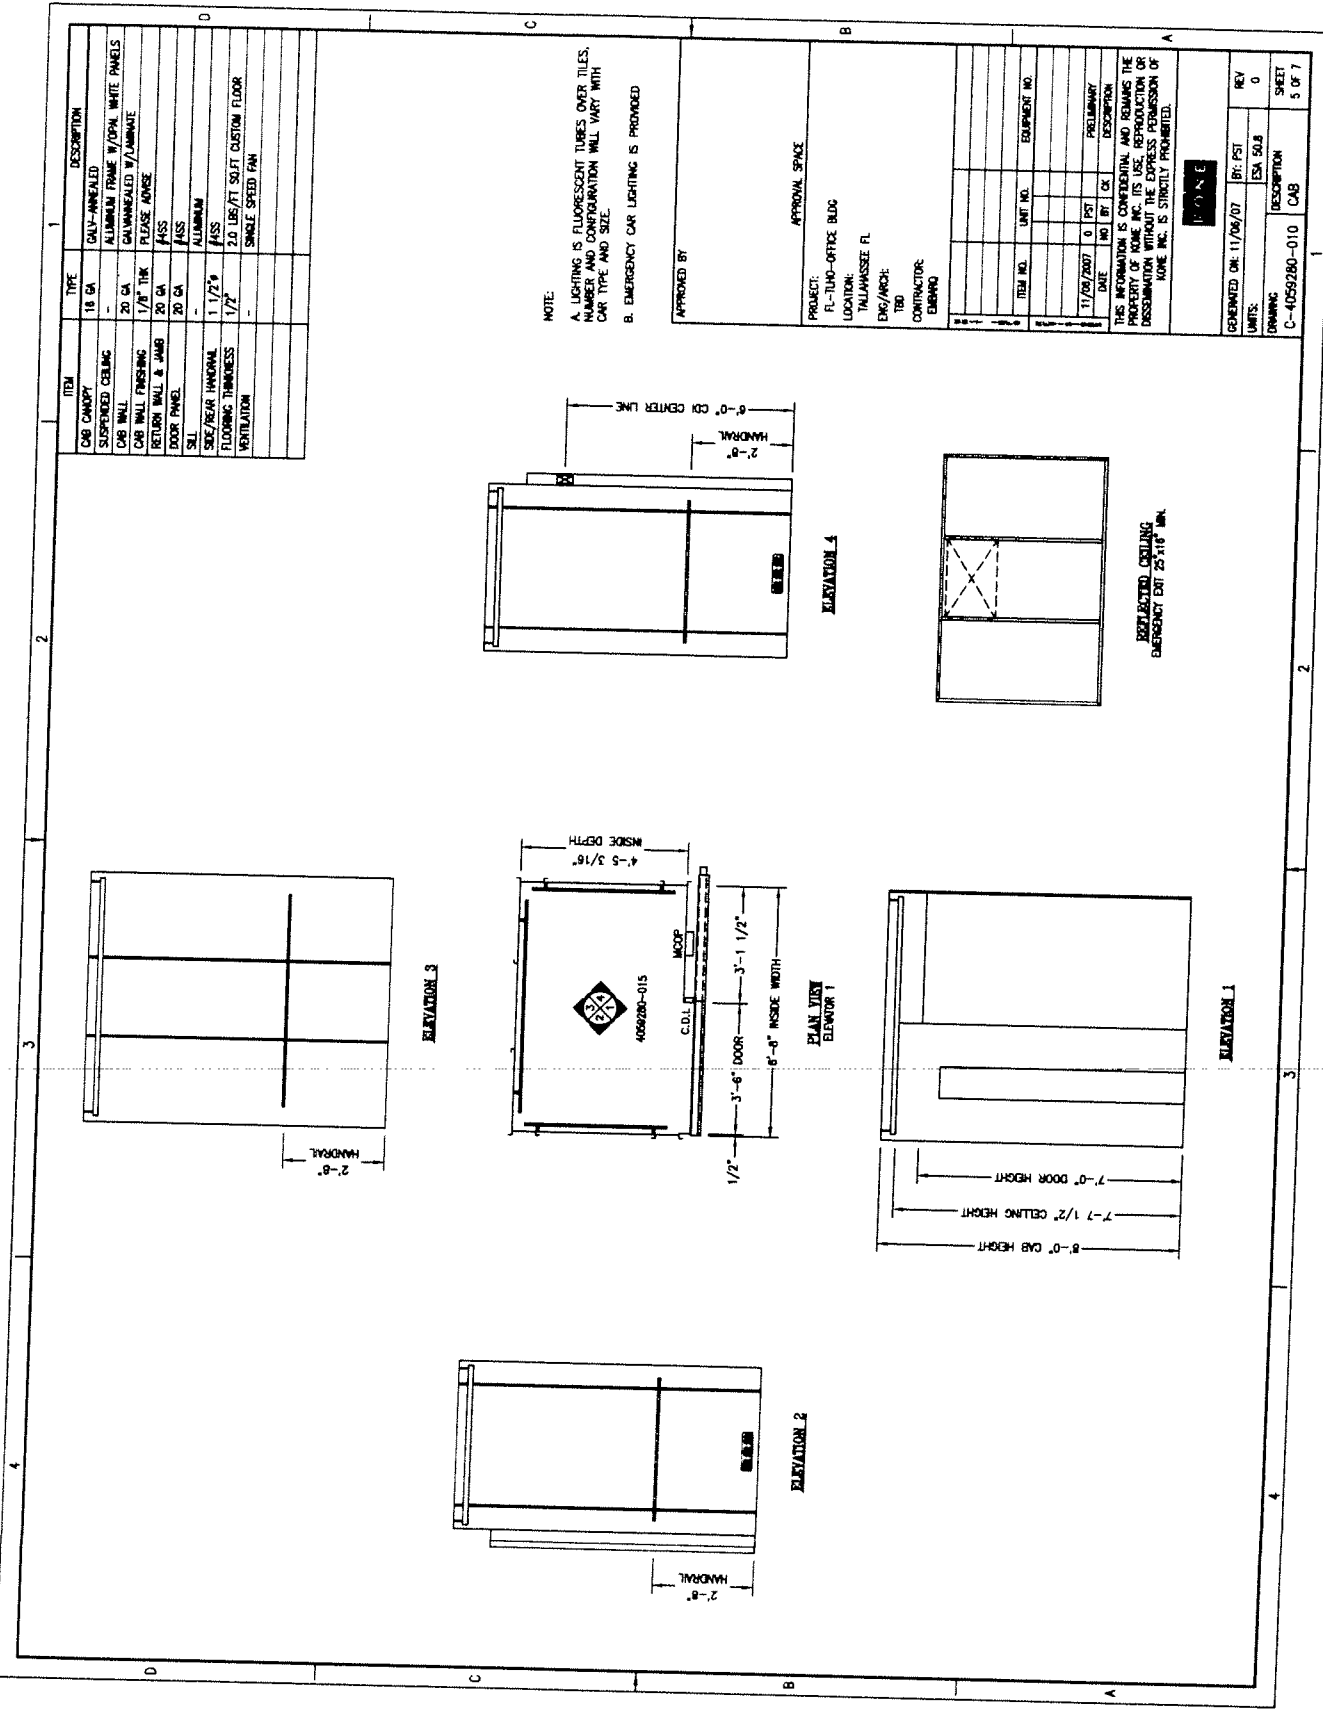 ITEM TYPE DESCRIPTION
CAB CANOPY 18 GA GALV-ANNEALED
SUSPENDED CEILING - ALUMINUM FRAME W/OPAL WHITE PANELS
CAB WALL 20 GA GALVANNEALED W/LAMINATE
CAB WALL FINISHING 1/8" THK PLEASE ADVISE
RETURN WALL & JAMB 20 GA #4SS
DOOR PANEL 20 GA #4SS
SILL - ALUMINUM
SIDE/REAR HANDRAIL 1 1/2"ø #4SS
FLOORING THICKNESS 1/2" 2.0 LBS/FT SQ.FT CUSTOM FLOOR
VENTILATION - SINGLE SPEED FAN
NOTE:
A. LIGHTING IS FLUORESCENT TUBES OVER TILES,
NUMBER AND CONFIGURATION WILL VARY WITH
CAR TYPE AND SIZE.
B. EMERGENCY CAR LIGHTING IS PROVIDED
APPROVED BY
APPROVAL SPACE
PROJECT:
FL-TLHO-OFFICE BLDG
LOCATION:
TALLAHASSEE FL
ENG/ARCH:
TBD
CONTRACTOR:
EMBARQ
ITEM NO. UNIT NO. EQUIPMENT NO.
11/06/2007 0 PST PRELIMINARY
DATE NO BY CK DESCRIPTION
THIS INFORMATION IS CONFIDENTIAL AND REMAINS THE
PROPERTY OF KONE INC. ITS USE, REPRODUCTION OR
DISSEMINATION WITHOUT THE EXPRESS PERMISSION OF
KONE INC. IS STRICTLY PROHIBITED.
KONE
GENERATED ON: 11/06/07 BY: PST REV
UNITS: ESA 50.8 0
DRAWING DESCRIPTION SHEET
C-4059280-010 CAB 5 OF 7
2'-8"
HANDRAIL
ELEVATION 3
2'-8"
HANDRAIL
ELEVATION 2
4'-5 3/16"
INSIDE DEPTH
3
2 4
1
4059280-015
C.D.I.
MCOP
1/2"
3'-6" DOOR
3'-1 1/2"
6'-8" INSIDE WIDTH
PLAN VIEW
ELEVATOR 1
6'-0" CDI CENTER LINE
2'-8"
HANDRAIL
ELEVATION 4
8'-0" CAB HEIGHT
7'-7 1/2" CEILING HEIGHT
7'-0" DOOR HEIGHT
ELEVATION 1
REFLECTED CEILING
EMERGENCY EXIT 25"x16" MIN.
4 3 2 1
D C B A
4 3 2 1
D C B A